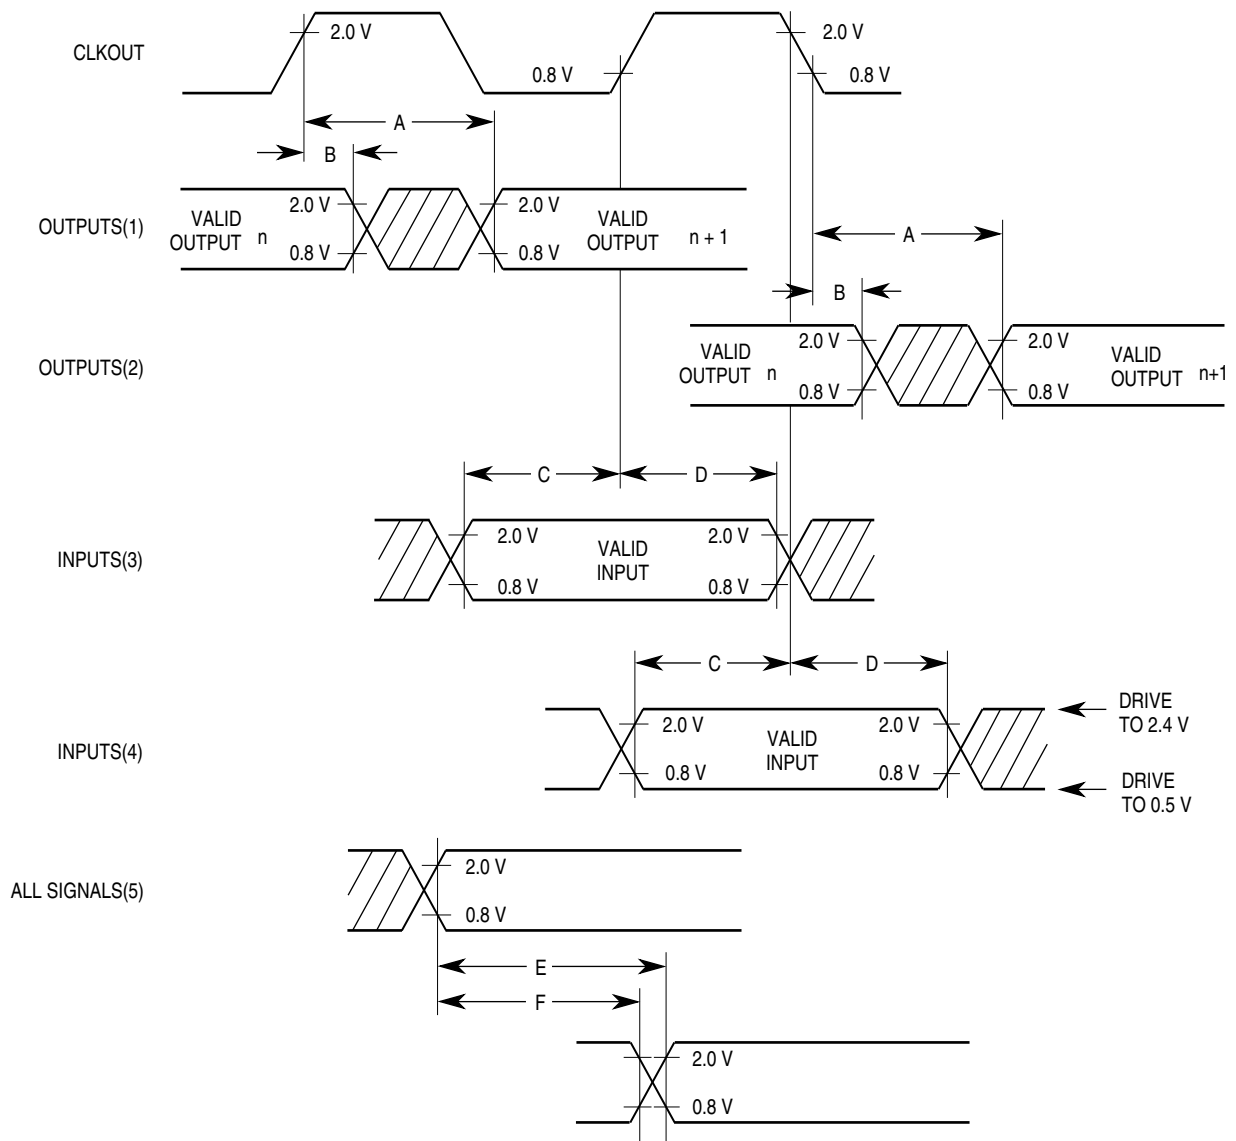 CLKOUT
2.0 V
0.8 V
2.0 V
0.8 V
A
B
OUTPUTS(1)
VALID
OUTPUT n
2.0 V
0.8 V
2.0 V
0.8 V
VALID
OUTPUT n + 1
A
B
OUTPUTS(2)
VALID
OUTPUT n
2.0 V
0.8 V
2.0 V
0.8 V
VALID
OUTPUT n+1
C
D
INPUTS(3)
2.0 V
0.8 V
VALID
INPUT
2.0 V
0.8 V
C
D
INPUTS(4)
2.0 V
0.8 V
VALID
INPUT
2.0 V
0.8 V
DRIVE
TO 2.4 V
DRIVE
TO 0.5 V
ALL SIGNALS(5)
2.0 V
0.8 V
E
F
2.0 V
0.8 V